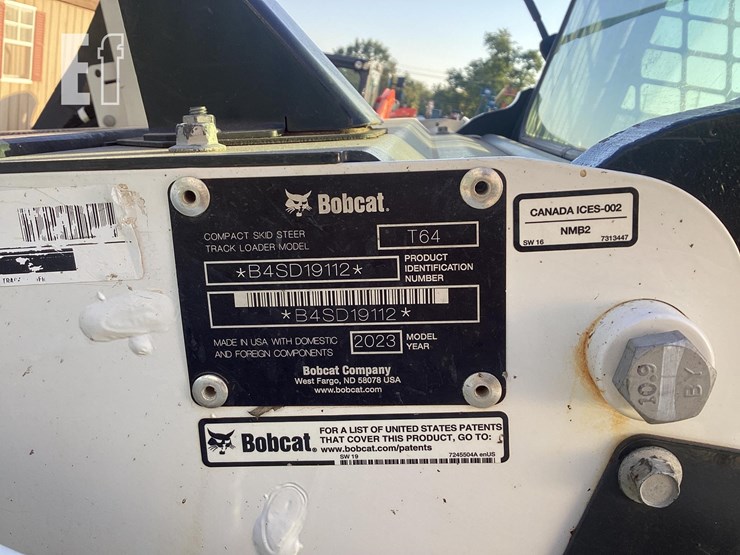 Ef
Bobcat.
COMPACT SKID STEER
TRACK LOADER MODEL
T64
*B4SD19112*
PRODUCT
IDENTIFICATION
NUMBER
*B4SD19112*
MADE IN USA WITH DOMESTIC
AND FOREIGN COMPONENTS
2023
MODEL
YEAR
Bobcat Company
West Fargo, ND 58078 USA
www.bobcat.com
CANADA ICES-002
NMB2
SW 16 7313447
10.9
BY
Bobcat.
FOR A LIST OF UNITED STATES PATENTS
THAT COVER THIS PRODUCT, GO TO:
www.bobcat.com/patents
SW 19 7245504A enUS